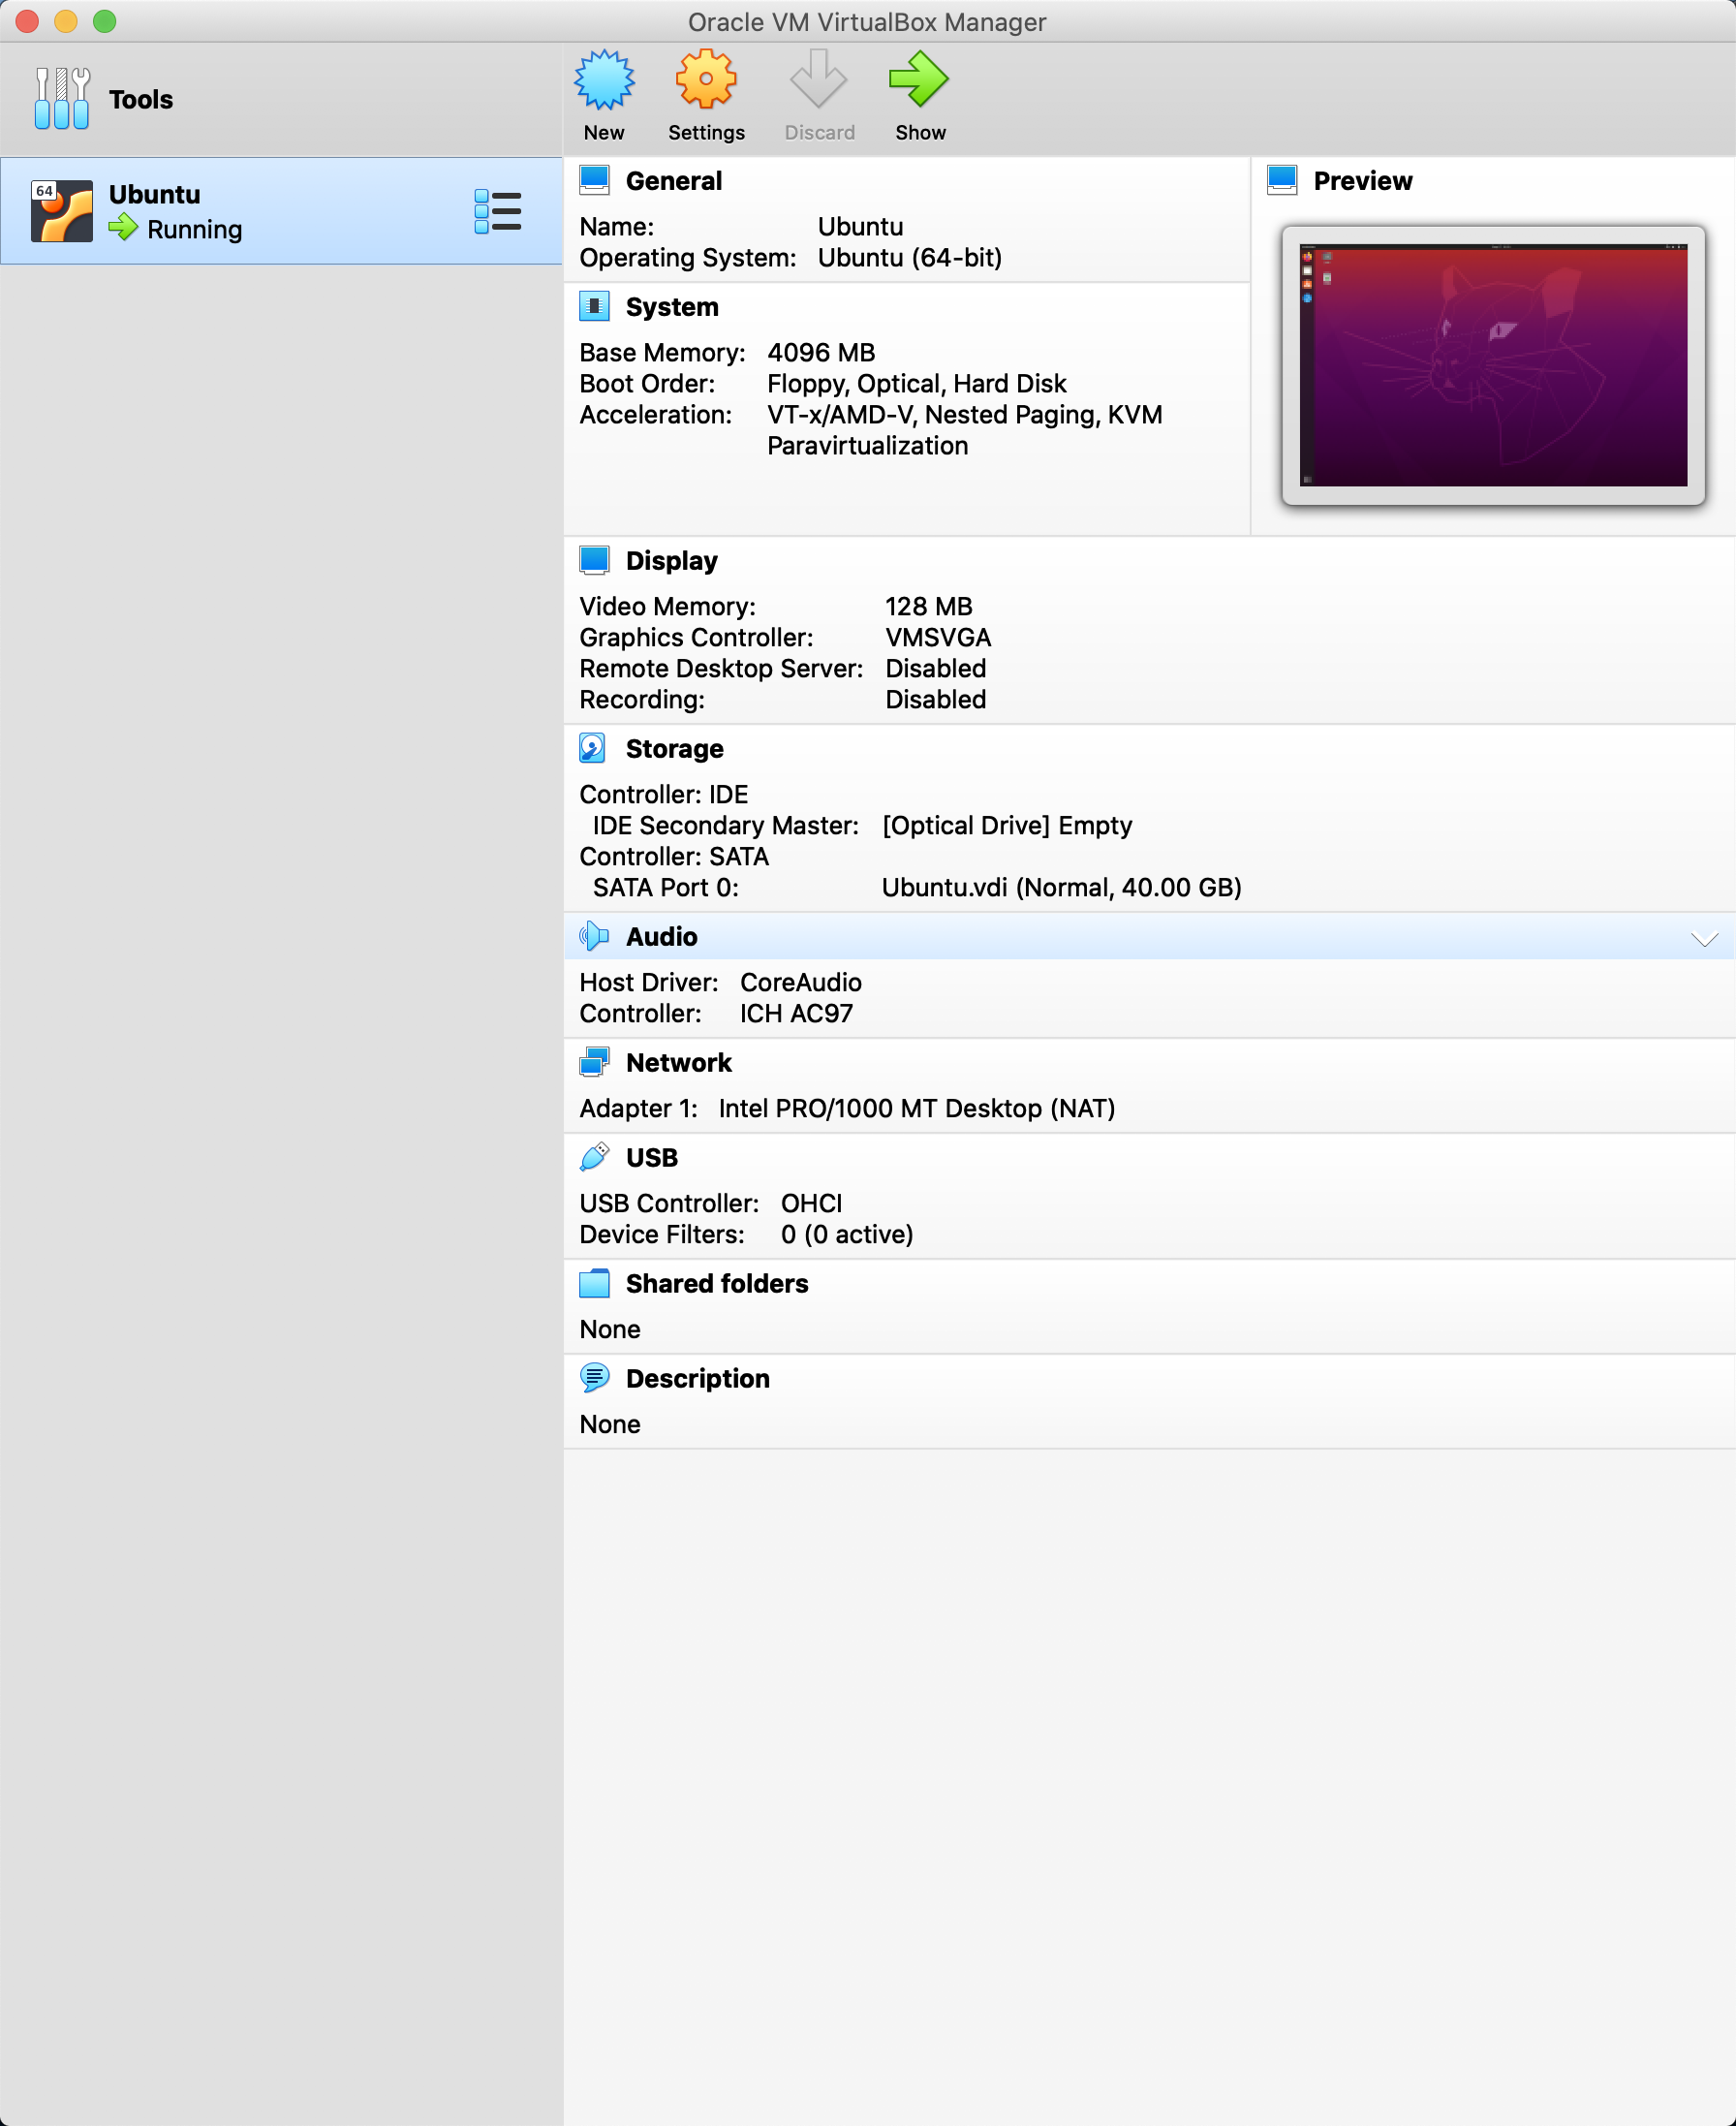 Oracle VM VirtualBox Manager
Tools
New
Settings
Discard
Show
64
Ubuntu
Running
General
Name: Ubuntu
Operating System: Ubuntu (64-bit)
Preview
System
Base Memory: 4096 MB
Boot Order: Floppy, Optical, Hard Disk
Acceleration: VT-x/AMD-V, Nested Paging, KVM
Paravirtualization
Display
Video Memory: 128 MB
Graphics Controller: VMSVGA
Remote Desktop Server: Disabled
Recording: Disabled
Storage
Controller: IDE
IDE Secondary Master: [Optical Drive] Empty
Controller: SATA
SATA Port 0: Ubuntu.vdi (Normal, 40.00 GB)
Audio
Host Driver: CoreAudio
Controller: ICH AC97
Network
Adapter 1: Intel PRO/1000 MT Desktop (NAT)
USB
USB Controller: OHCI
Device Filters: 0 (0 active)
Shared folders
None
Description
None